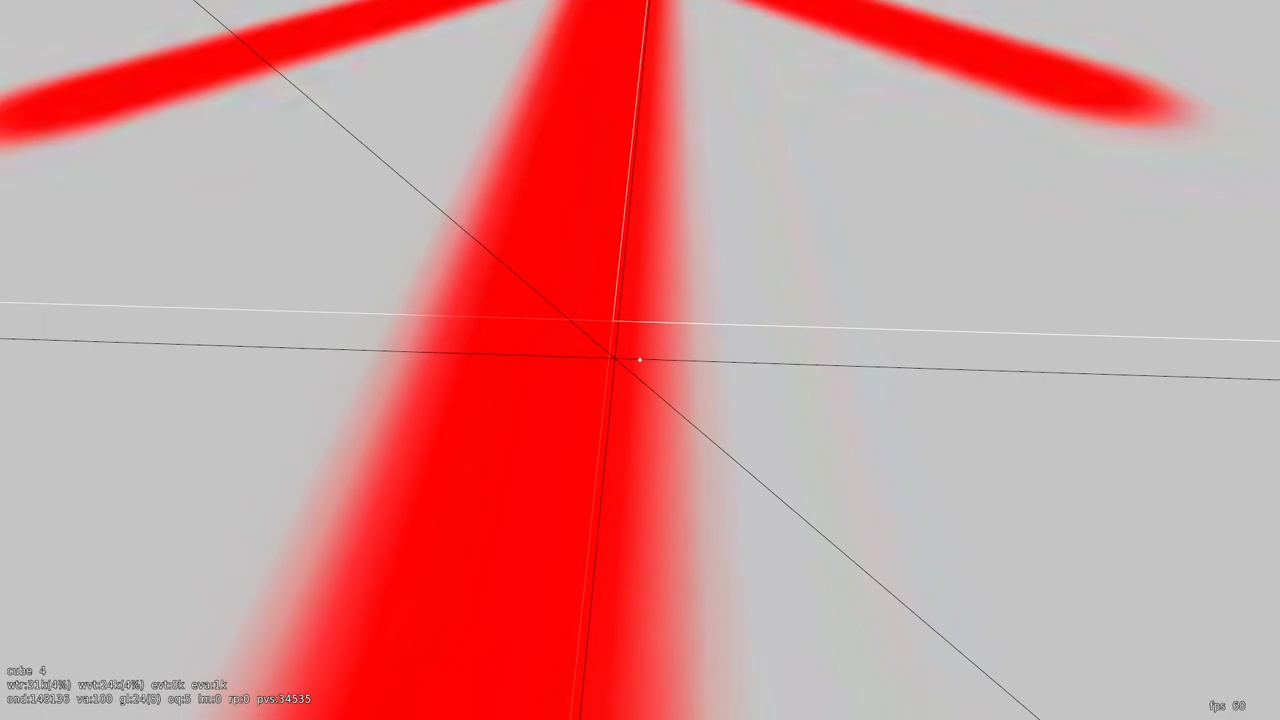 cube 4
wtr:31k(4%) wvt:24k(4%) evt:0k eva:1k
ond:148136 va:100 gl:24(8) oq:5 lm:0 rp:0 pvs:34535
fps 60